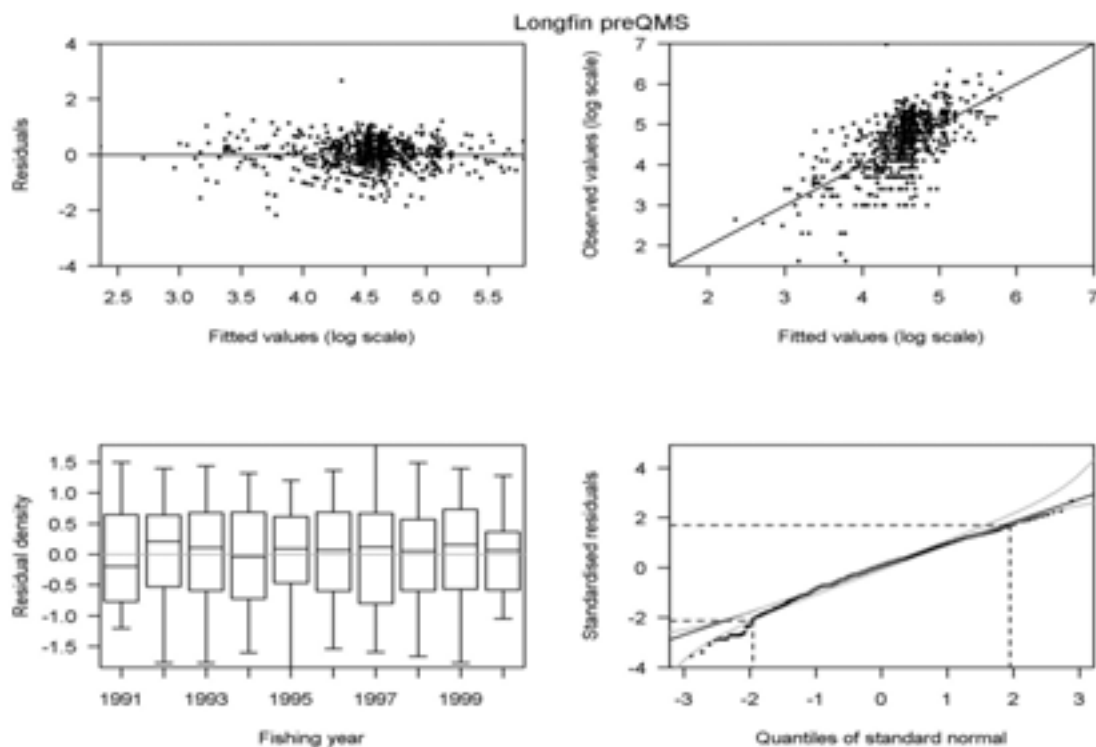 Longfin preQMS
4
2
0
-2
-4
Residuals
2.5 3.0 3.5 4.0 4.5 5.0 5.5
Fitted values (log scale)
7
6
5
4
3
2
Observed values (log scale)
2 3 4 5 6 7
Fitted values (log scale)
1.5
1.0
0.5
0.0
-0.5
-1.0
-1.5
Residual density
1991 1993 1995 1997 1999
Fishing year
4
2
0
-2
-4
Standardised residuals
-3 -2 -1 0 1 2 3
Quantiles of standard normal